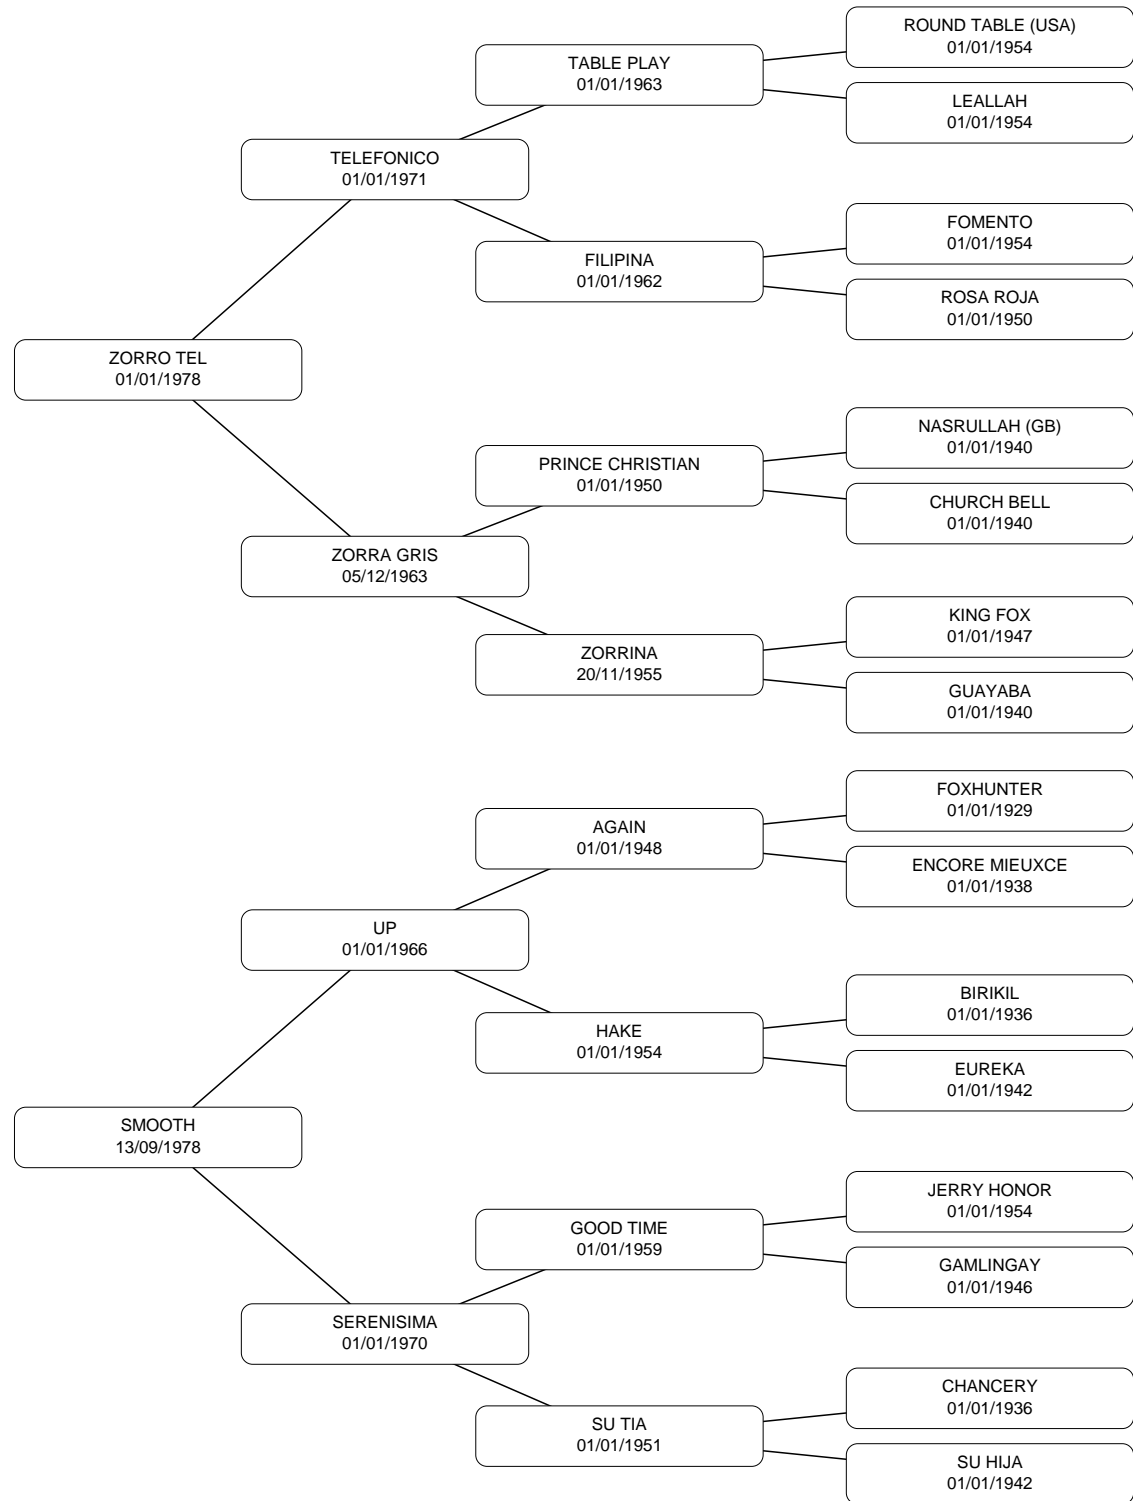 ROUND TABLE (USA)
01/01/1954
TABLE PLAY
01/01/1963
LEALLAH
01/01/1954
TELEFONICO
01/01/1971
FOMENTO
01/01/1954
FILIPINA
01/01/1962
ROSA ROJA
01/01/1950
ZORRO TEL
01/01/1978
NASRULLAH (GB)
01/01/1940
PRINCE CHRISTIAN
01/01/1950
CHURCH BELL
01/01/1940
ZORRA GRIS
05/12/1963
KING FOX
01/01/1947
ZORRINA
20/11/1955
GUAYABA
01/01/1940
FOXHUNTER
01/01/1929
AGAIN
01/01/1948
ENCORE MIEUXCE
01/01/1938
UP
01/01/1966
BIRIKIL
01/01/1936
HAKE
01/01/1954
EUREKA
01/01/1942
SMOOTH
13/09/1978
JERRY HONOR
01/01/1954
GOOD TIME
01/01/1959
GAMLINGAY
01/01/1946
SERENISIMA
01/01/1970
CHANCERY
01/01/1936
SU TIA
01/01/1951
SU HIJA
01/01/1942